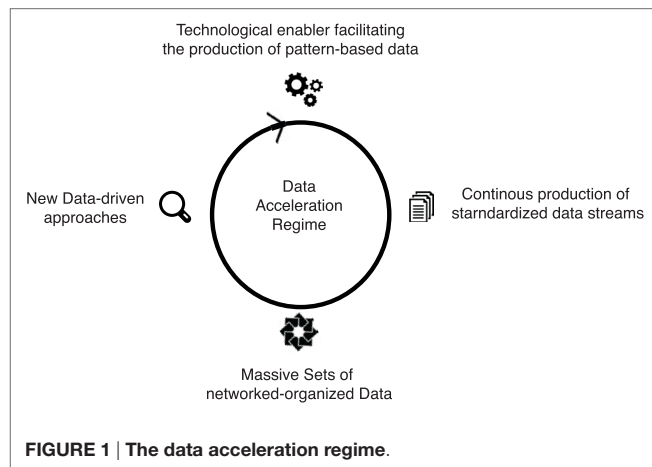 Technological enabler facilitating
the production of pattern-based data
New Data-driven
approaches
Data
Acceleration
Regime
Continous production of
starndardized data streams
Massive Sets of
networked-organized Data
FIGURE 1 | The data acceleration regime.